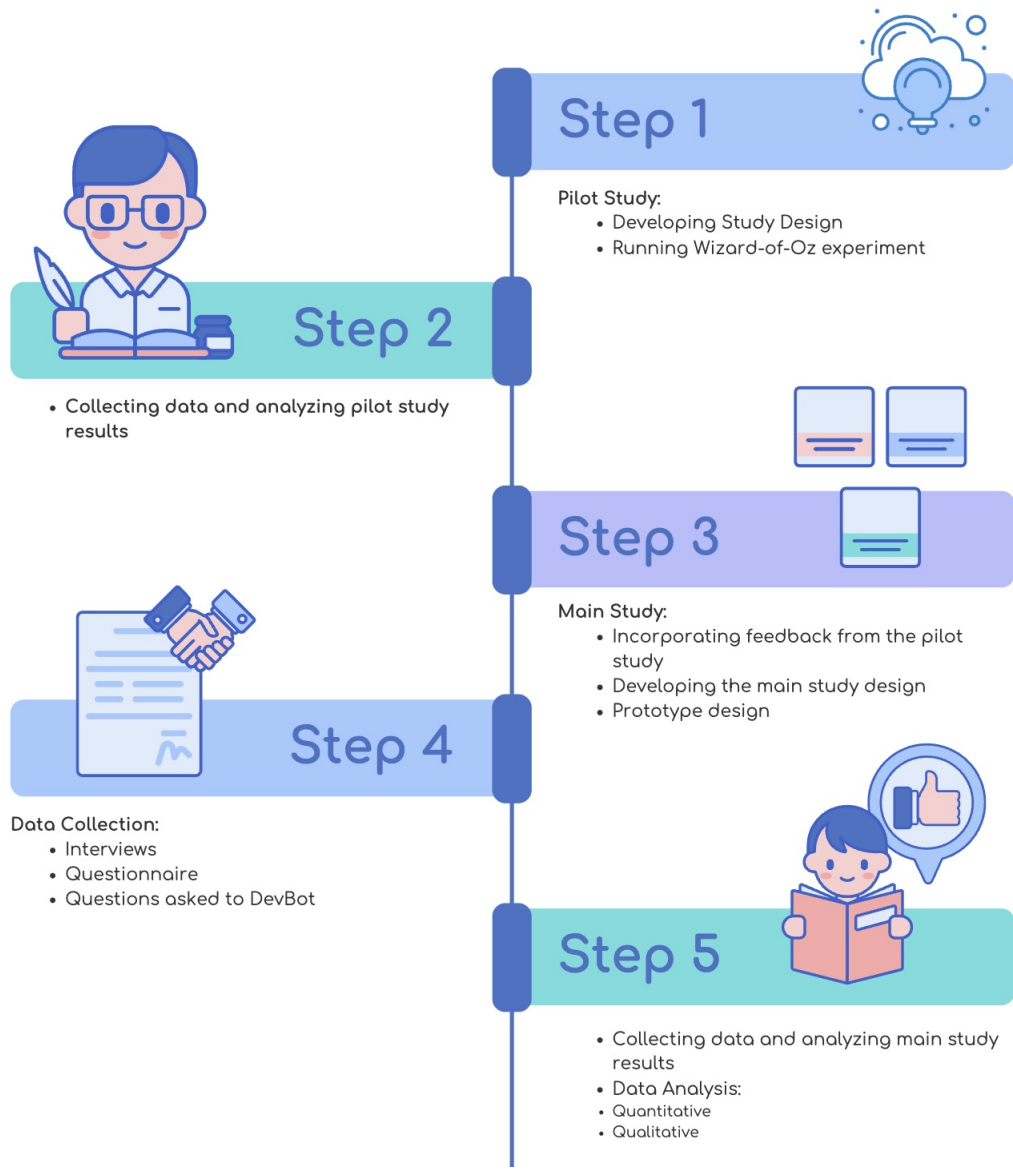 Step 1
Pilot Study:
• Developing Study Design
• Running Wizard-of-Oz experiment
Step 2
• Collecting data and analyzing pilot study
results
Step 3
Main Study:
• Incorporating feedback from the pilot
study
• Developing the main study design
• Prototype design
Step 4
Data Collection:
• Interviews
• Questionnaire
• Questions asked to DevBot
Step 5
• Collecting data and analyzing main study
results
• Data Analysis:
• Quantitative
• Qualitative